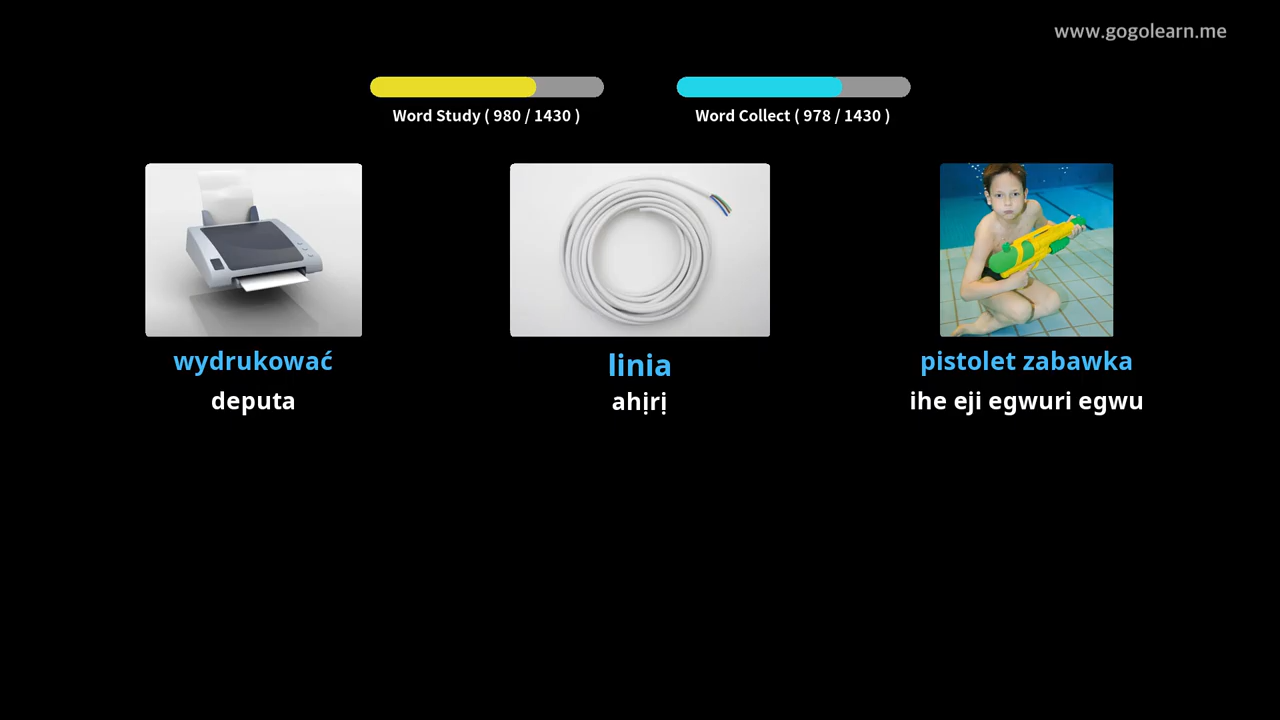 www.gogolearn.me
Word Study ( 980 / 1430 )
Word Collect ( 978 / 1430 )
wydrukować
deputa
linia
ahịrị
pistolet zabawka
ihe eji egwuri egwu